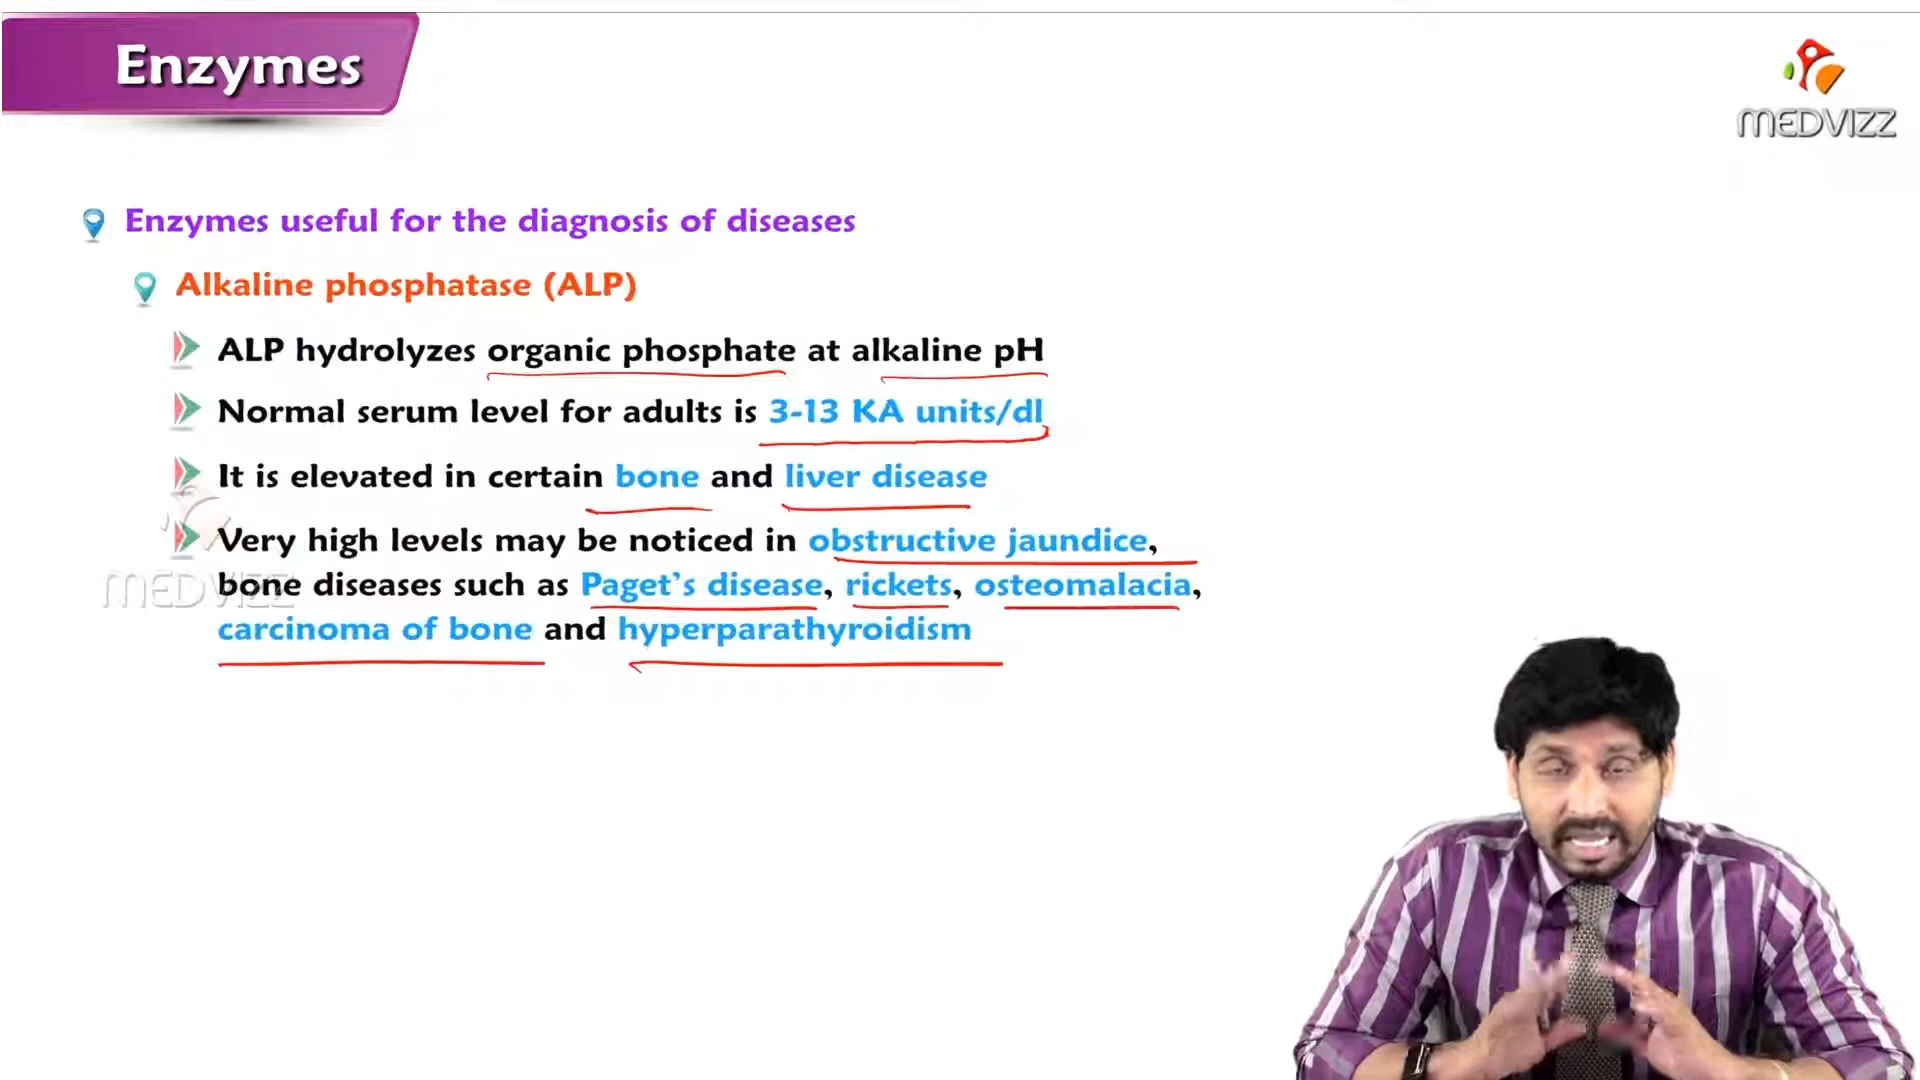 Enzymes
MEDVIZZ
Enzymes useful for the diagnosis of diseases
Alkaline phosphatase (ALP)
ALP hydrolyzes organic phosphate at alkaline pH
Normal serum level for adults is 3-13 KA units/dl
It is elevated in certain bone and liver disease
Very high levels may be noticed in obstructive jaundice,
bone diseases such as Paget's disease, rickets, osteomalacia,
carcinoma of bone and hyperparathyroidism
MEDVIZZ